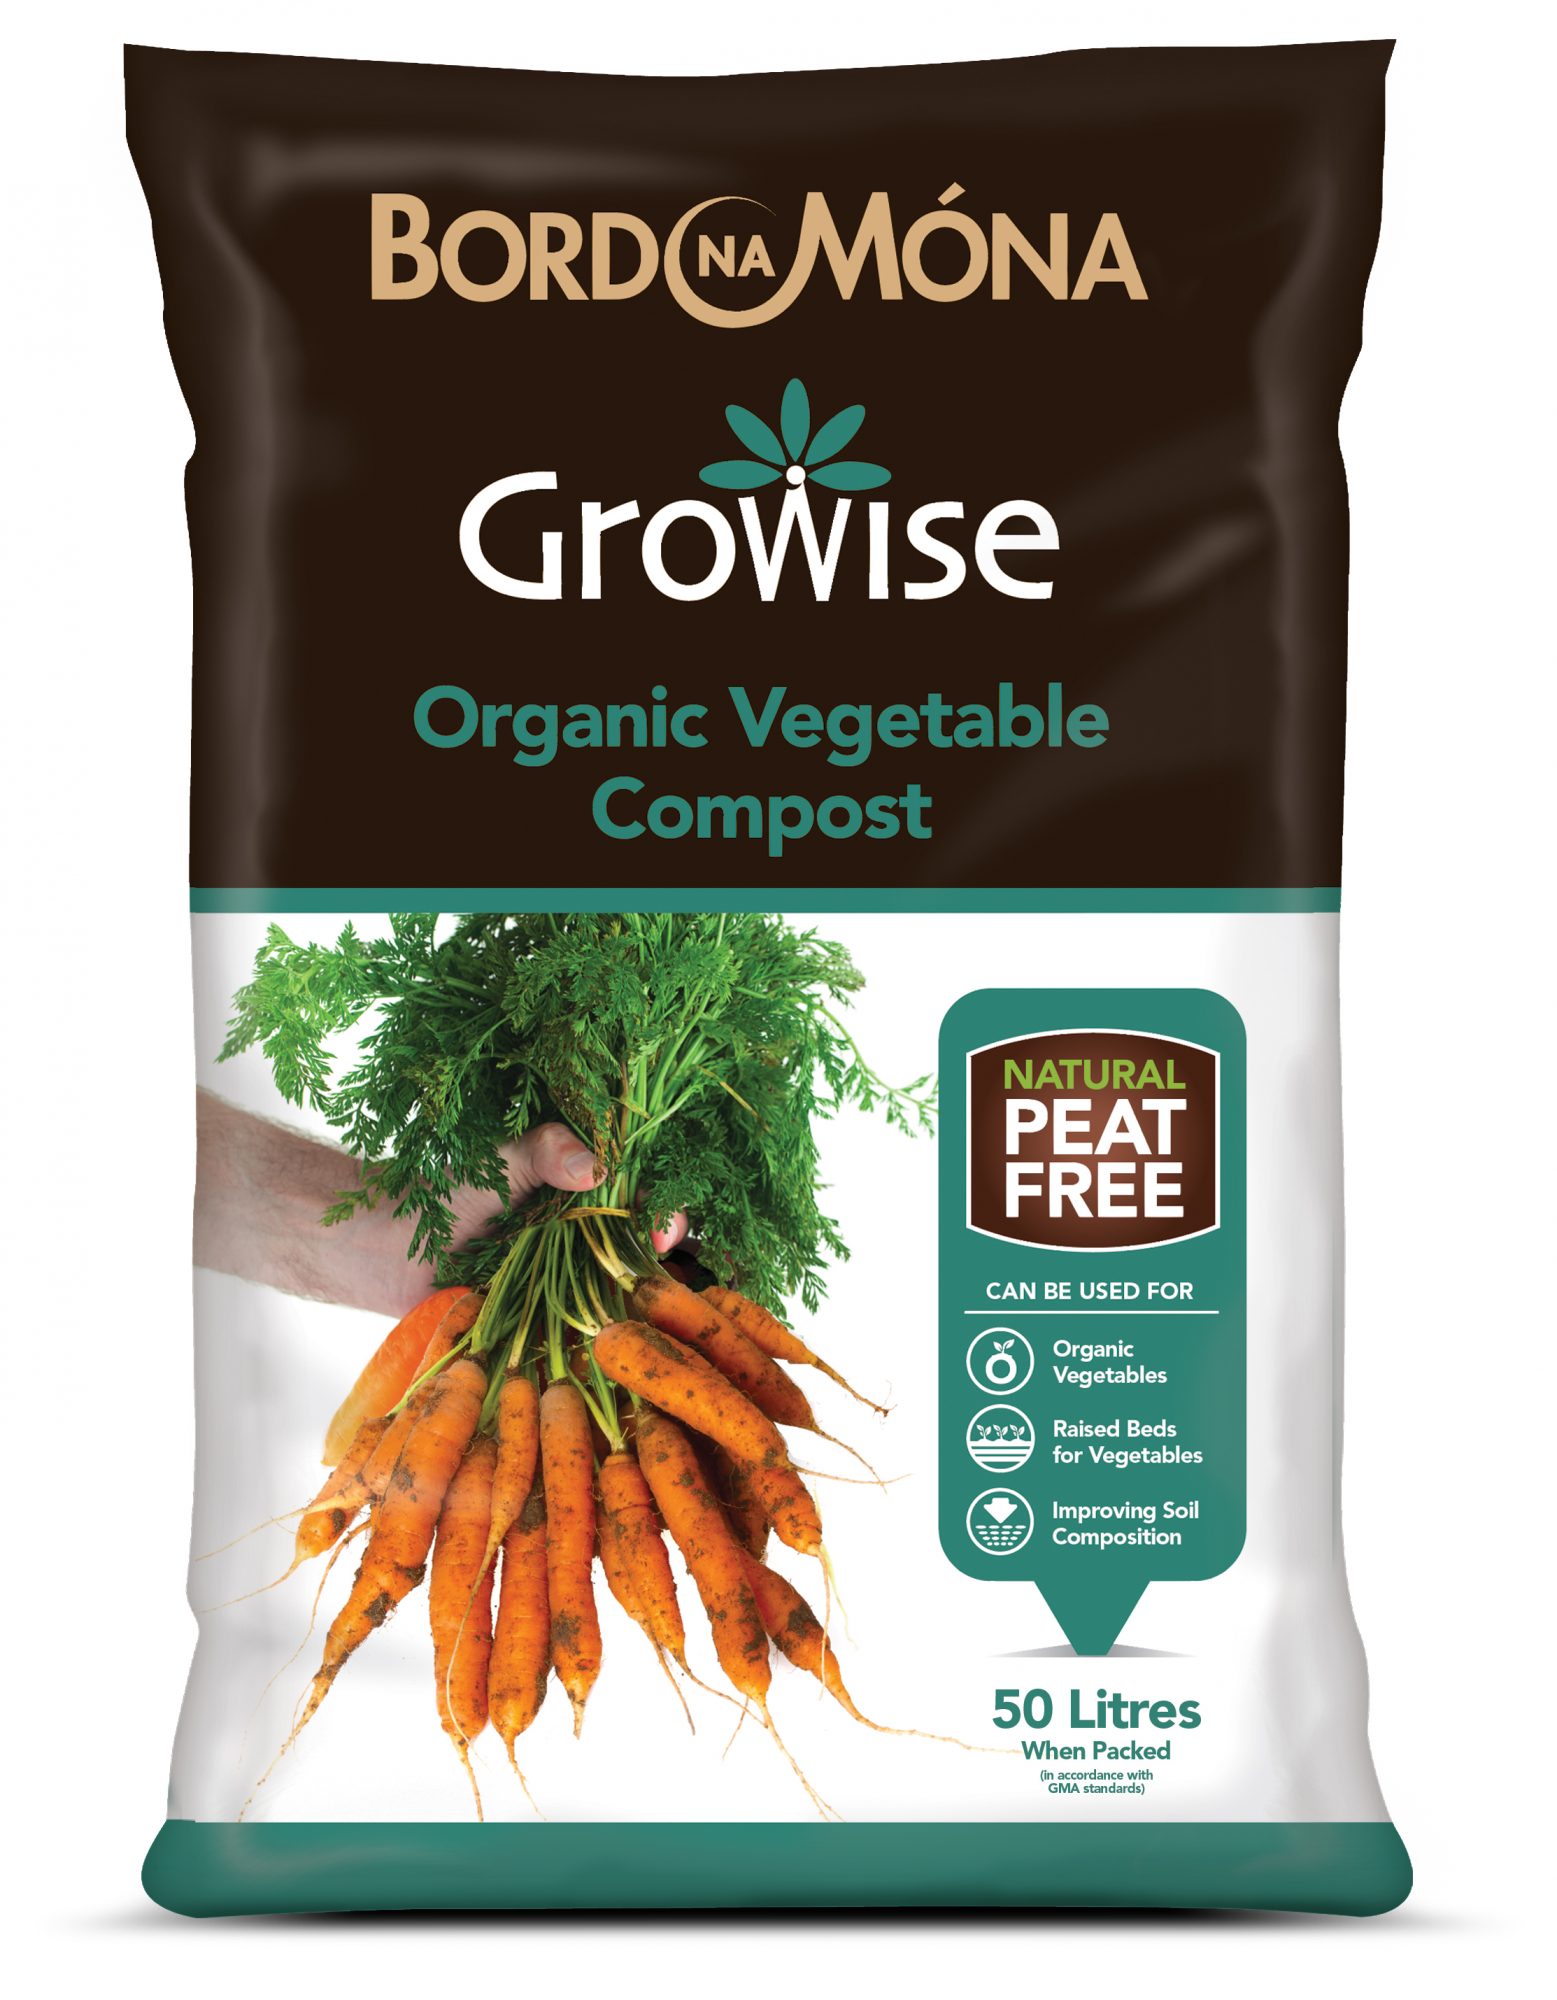 BORD NA MÓNA
GROWISE
Organic Vegetable
Compost
NATURAL
PEAT
FREE
CAN BE USED FOR
Organic
Vegetables
Raised Beds
for Vegetables
Improving Soil
Composition
50 Litres
When Packed
(in accordance with
GMA standards)